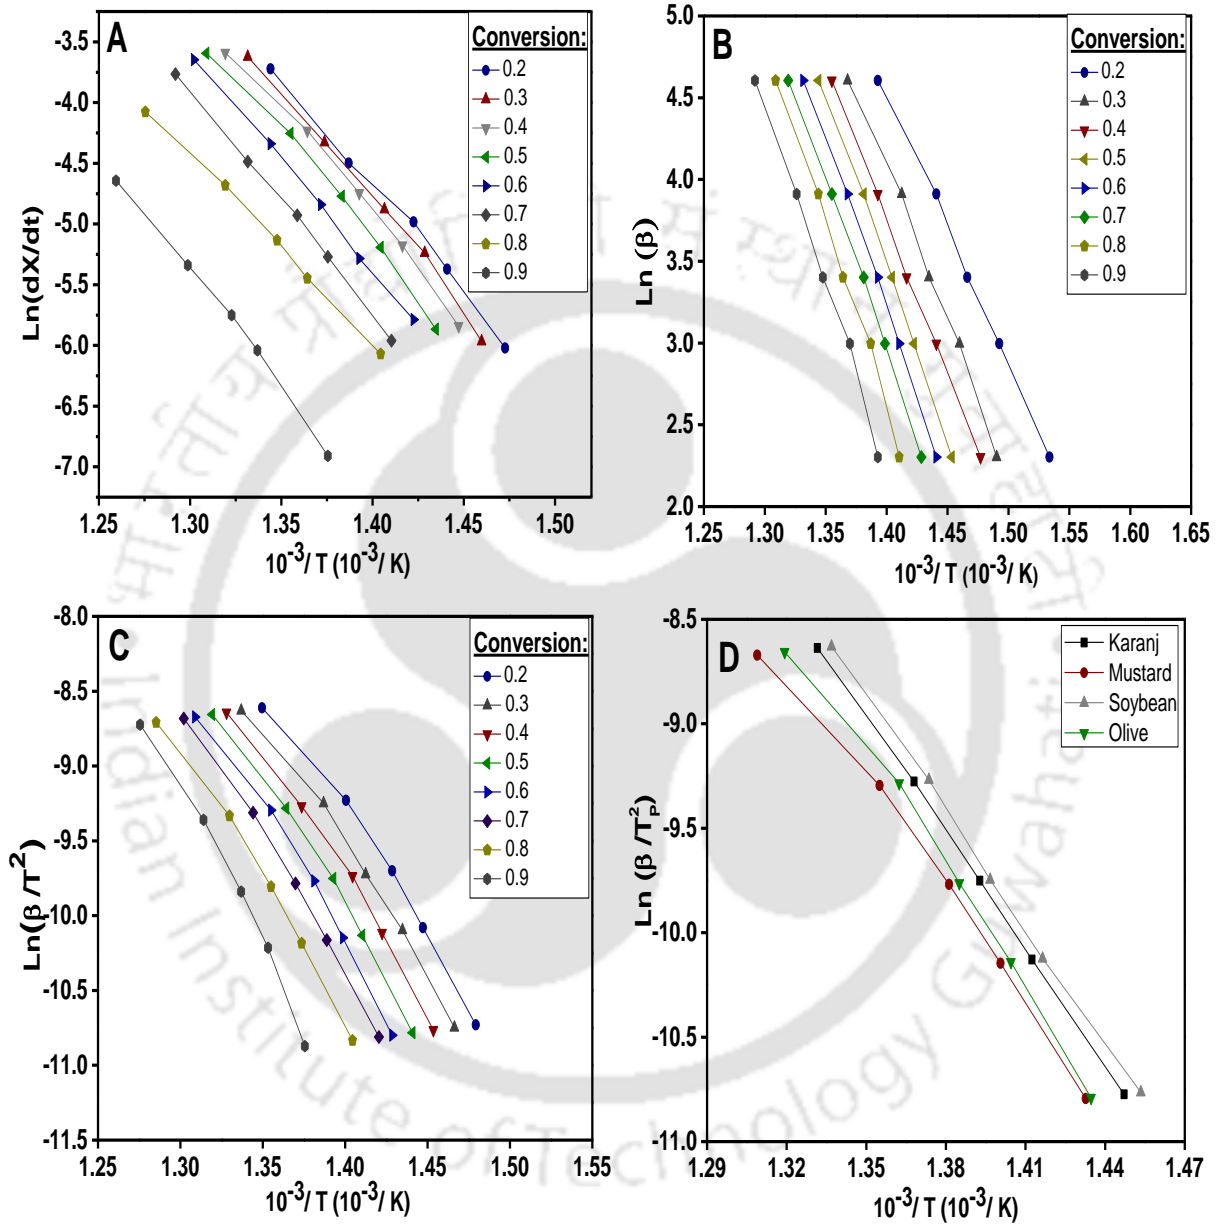 A
Conversion:
0.2
0.3
0.4
0.5
0.6
0.7
0.8
0.9
-3.5
-4.0
-4.5
-5.0
-5.5
-6.0
-6.5
-7.0
Ln(dX/dt)
1.25 1.30 1.35 1.40 1.45 1.50
10⁻³/ T (10⁻³/ K)
B
Conversion:
0.2
0.3
0.4
0.5
0.6
0.7
0.8
0.9
5.0
4.5
4.0
3.5
3.0
2.5
2.0
Ln (β)
1.25 1.30 1.35 1.40 1.45 1.50 1.55 1.60 1.65
10⁻³/ T (10⁻³/ K)
C
Conversion:
0.2
0.3
0.4
0.5
0.6
0.7
0.8
0.9
-8.0
-8.5
-9.0
-9.5
-10.0
-10.5
-11.0
-11.5
Ln(β /T²)
1.25 1.30 1.35 1.40 1.45 1.50 1.55
10⁻³/ T (10⁻³/ K)
D
Karanj
Mustard
Soybean
Olive
-8.5
-9.0
-9.5
-10.0
-10.5
-11.0
Ln (β /T²ₚ)
1.29 1.32 1.35 1.38 1.41 1.44 1.47
10⁻³/ T (10⁻³/ K)
Indian Institute of Technology Guwahati